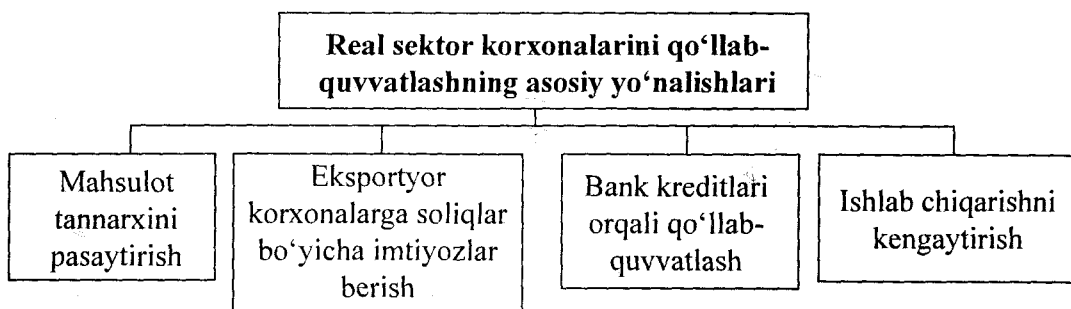 Real sektor korxonalarini qo‘llab-
quvvatlashning asosiy yo‘nalishlari
Mahsulot
tannarxini
pasaytirish
Eksportyor
korxonalarga soliqlar
bo‘yicha imtiyozlar
berish
Bank kreditlari
orqali qo‘llab-
quvvatlash
Ishlab chiqarishni
kengaytirish